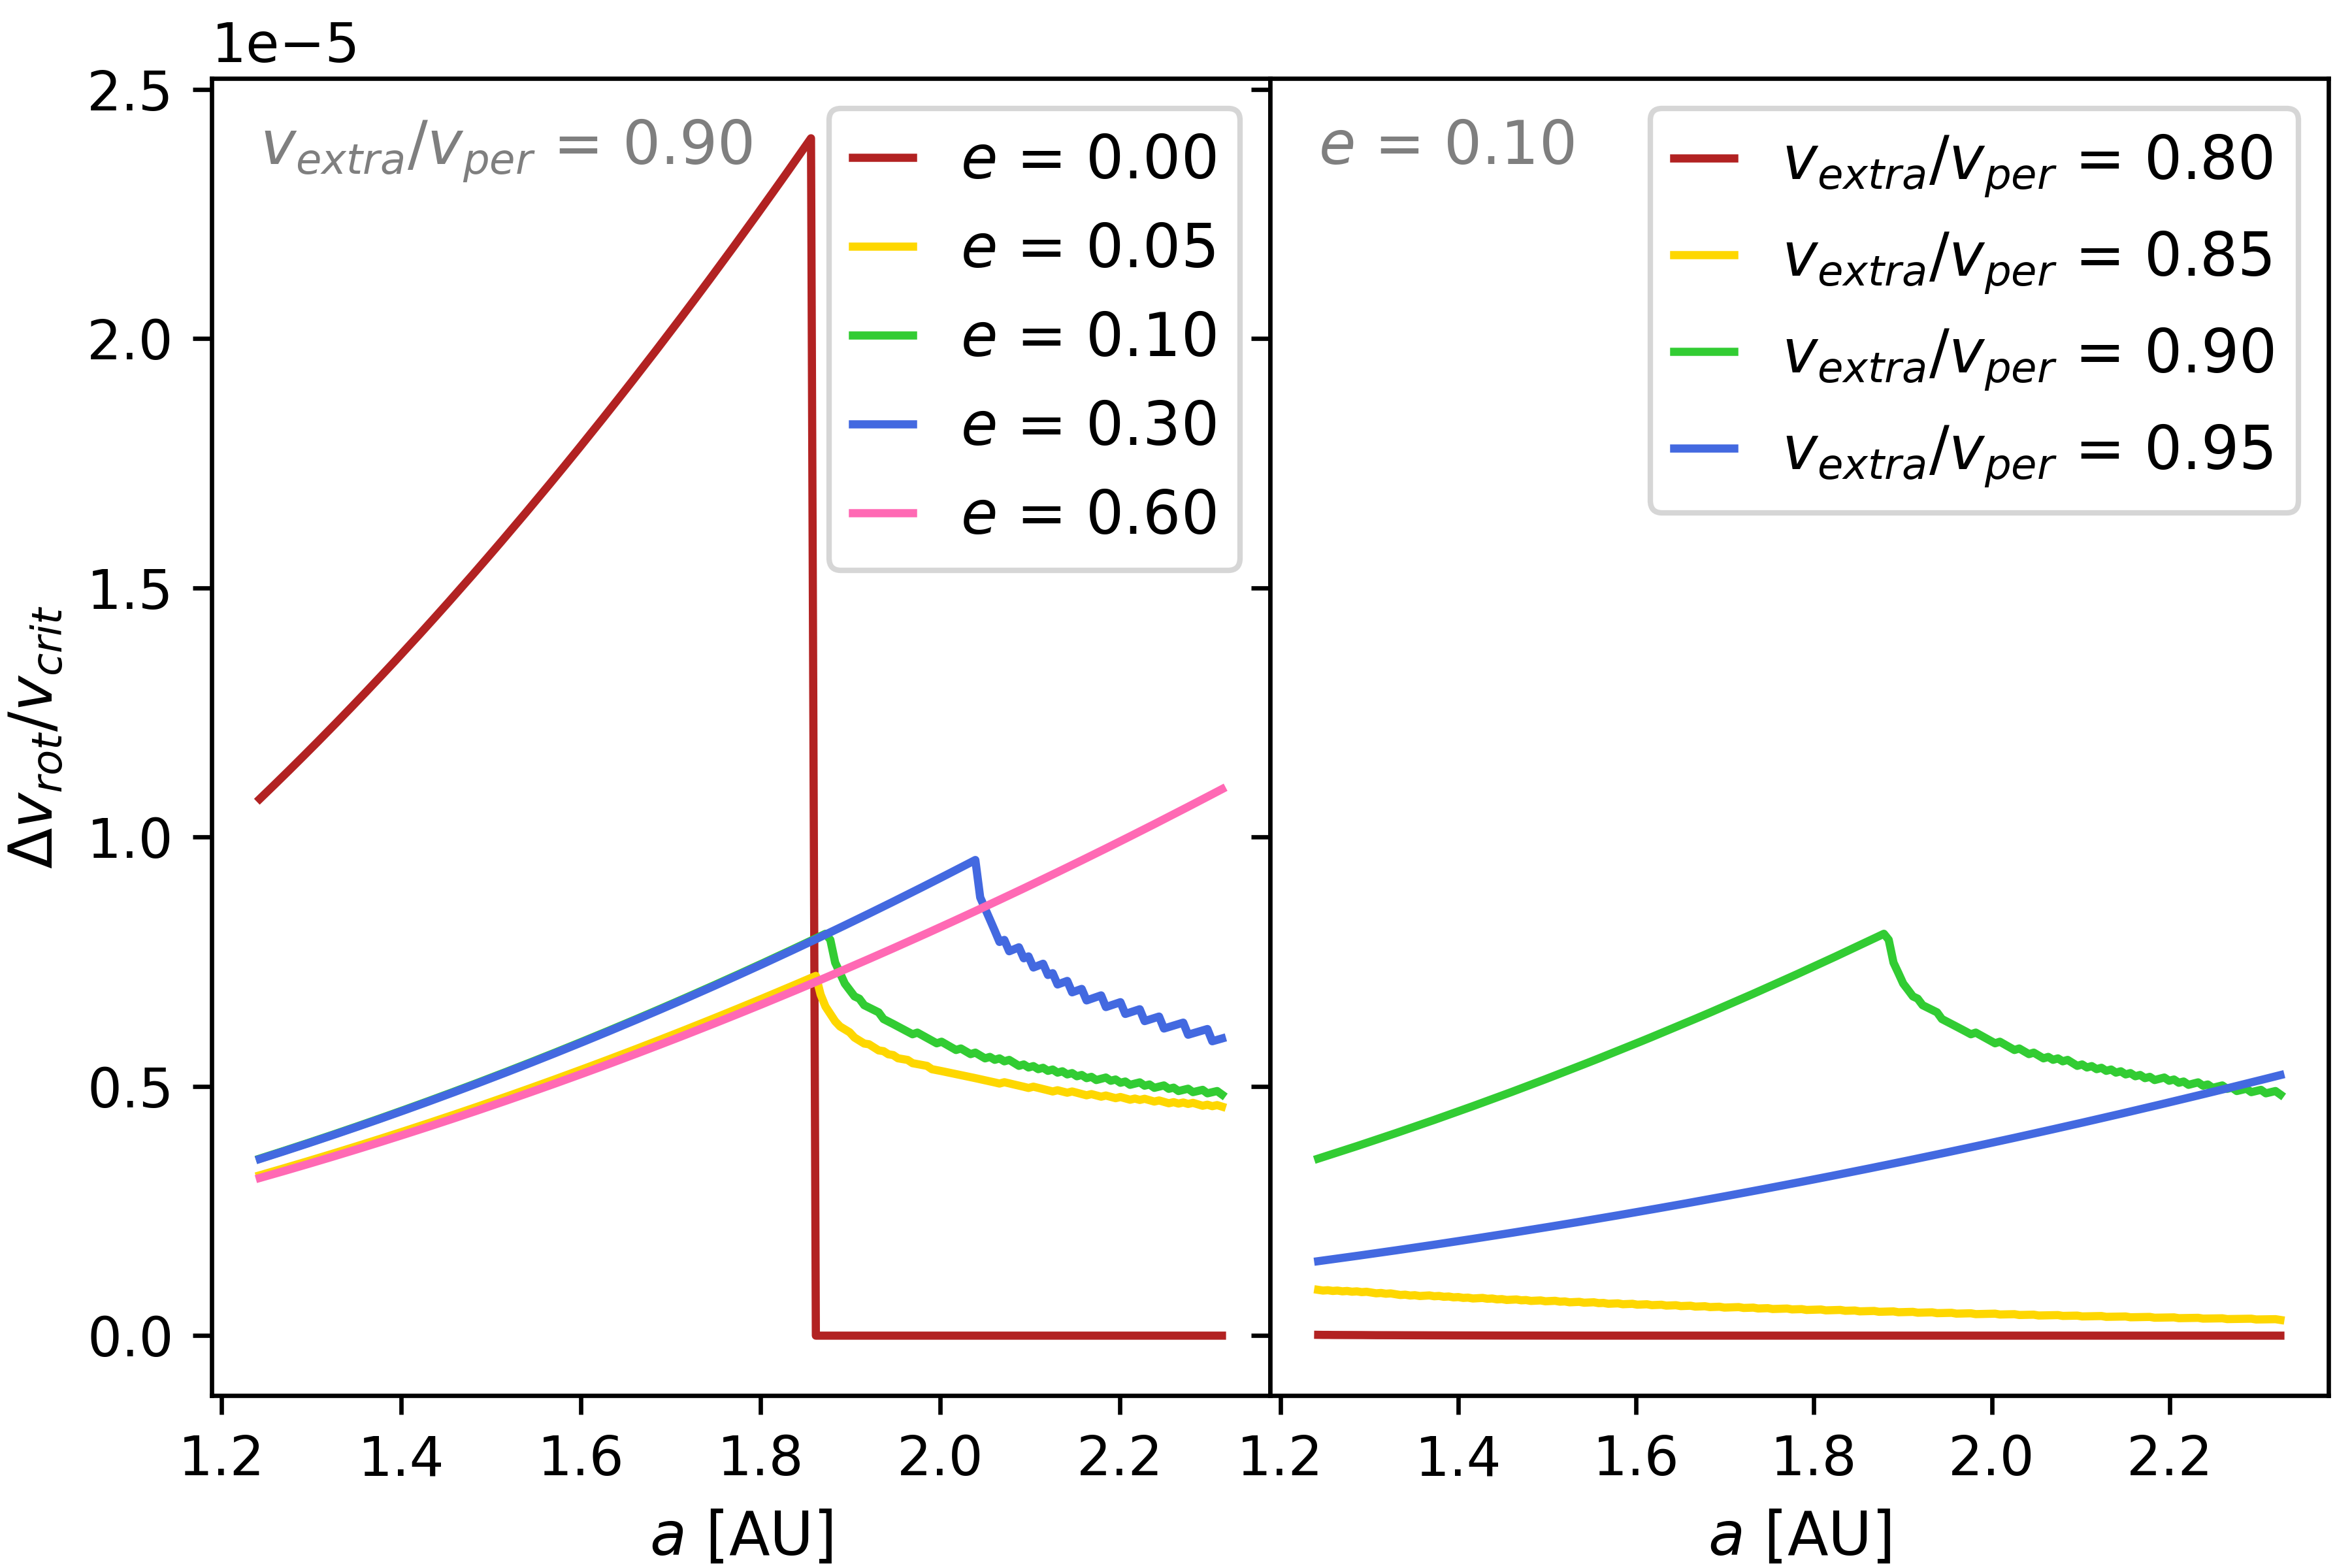 1e−5
2.5
2.0
1.5
1.0
0.5
0.0
Δv_rot/v_crit
v_extra/v_per = 0.90
e = 0.00
e = 0.05
e = 0.10
e = 0.30
e = 0.60
1.2 1.4 1.6 1.8 2.0 2.2
a [AU]
e = 0.10
v_extra/v_per = 0.80
v_extra/v_per = 0.85
v_extra/v_per = 0.90
v_extra/v_per = 0.95
1.2 1.4 1.6 1.8 2.0 2.2
a [AU]